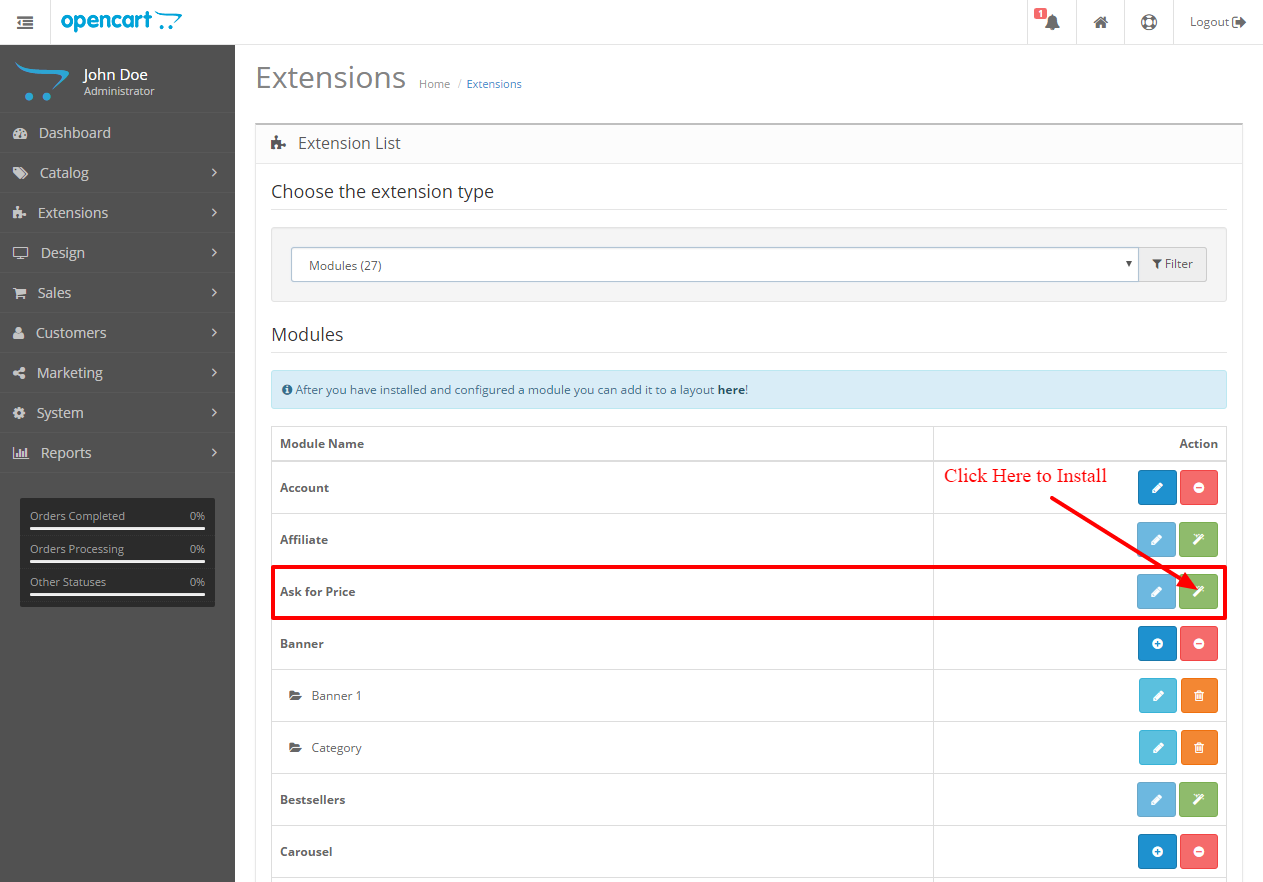 opencart
1
Logout
John Doe
Administrator
Dashboard
Catalog
Extensions
Design
Sales
Customers
Marketing
System
Reports
Orders Completed 0%
Orders Processing 0%
Other Statuses 0%
Extensions Home / Extensions
Extension List
Choose the extension type
Modules (27) Filter
Modules
After you have installed and configured a module you can add it to a layout here!
Module Name Action
Click Here to Install
Account
Affiliate
Ask for Price
Banner
Banner 1
Category
Bestsellers
Carousel